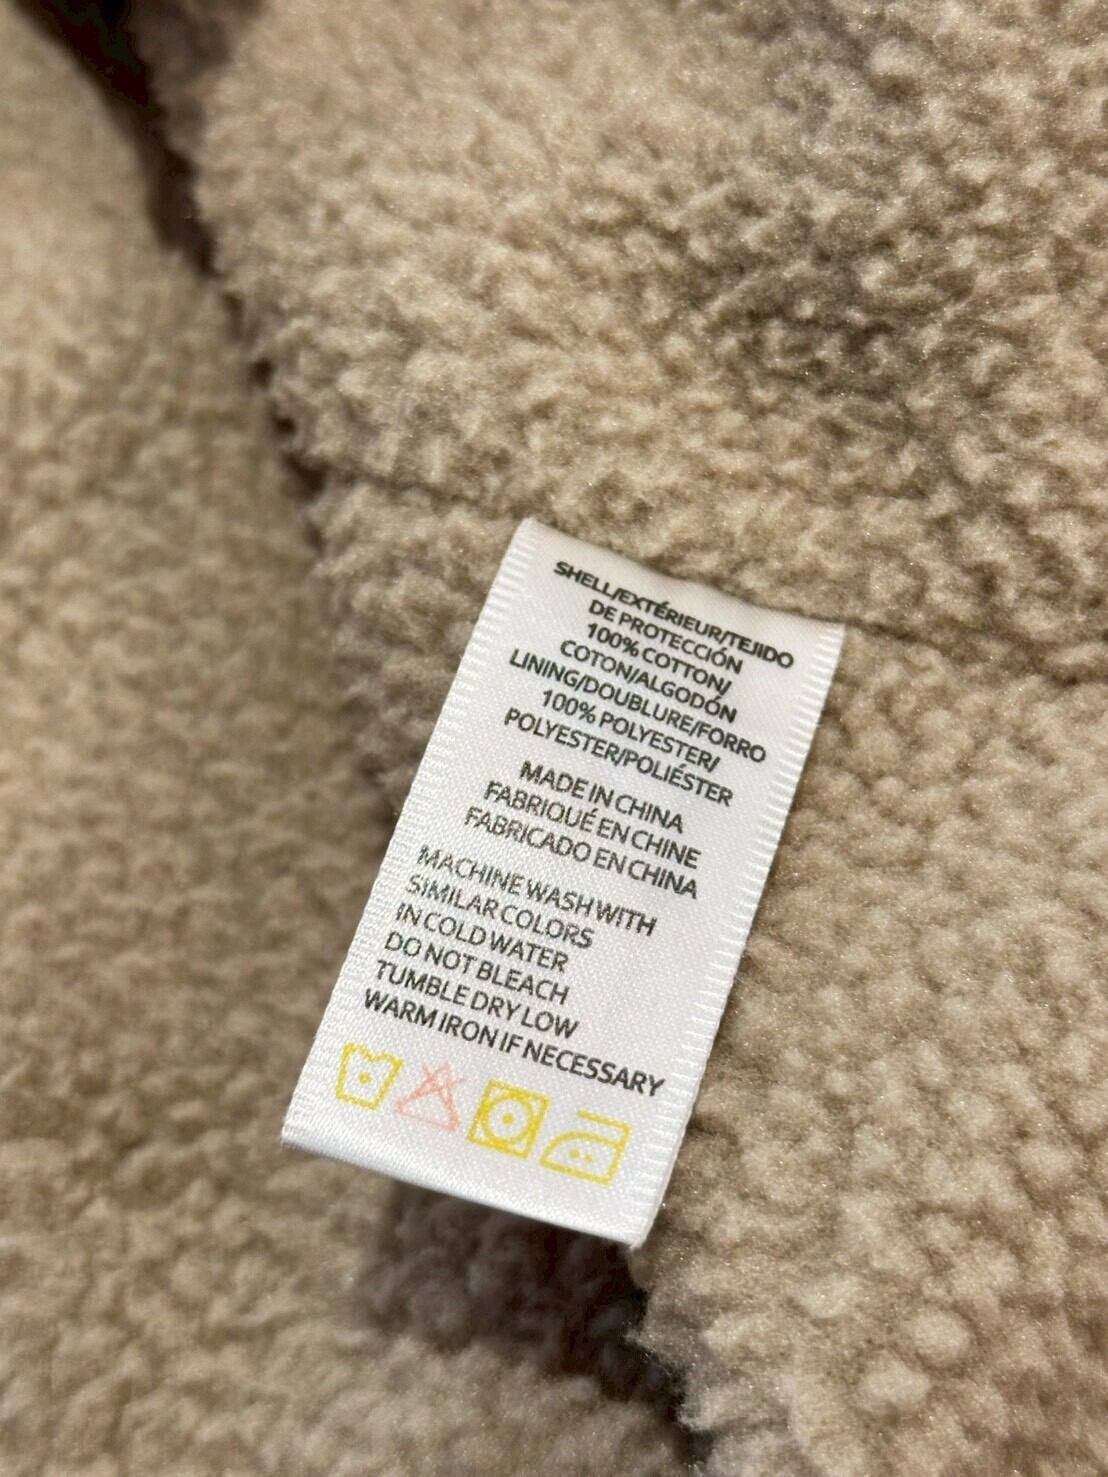 SHELL/EXTÉRIEUR/TEJIDO
DE PROTECCIÓN
100% COTTON/
COTON/ALGODÓN
LINING/DOUBLURE/FORRO
100% POLYESTER/
POLYESTER/POLIÉSTER
MADE IN CHINA
FABRIQUÉ EN CHINE
FABRICADO EN CHINA
MACHINE WASH WITH
SIMILAR COLORS
IN COLD WATER
DO NOT BLEACH
TUMBLE DRY LOW
WARM IRON IF NECESSARY